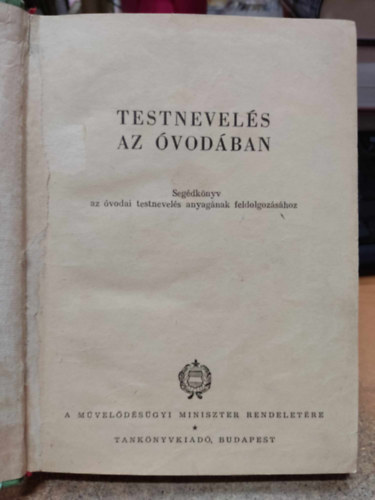 TESTNEVELÉS
AZ ÓVODÁBAN
Segédkönyv
az óvodai testnevelés anyagának feldolgozásához
A MŰVELŐDÉSÜGYI MINISZTER RENDELETÉRE
*
TANKÖNYVKIADÓ, BUDAPEST